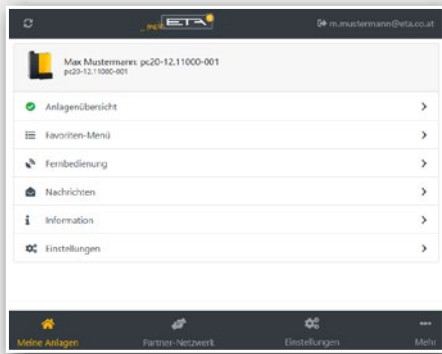 mein ETA
m.mustermann@eta.co.at
Max Mustermann: pc20-12.11000-001
pc20-12.11000-001
Anlagenübersicht
Favoriten-Menü
Fernbedienung
Nachrichten
Information
Einstellungen
Meine Anlagen
Partner-Netzwerk
Einstellungen
Mehr